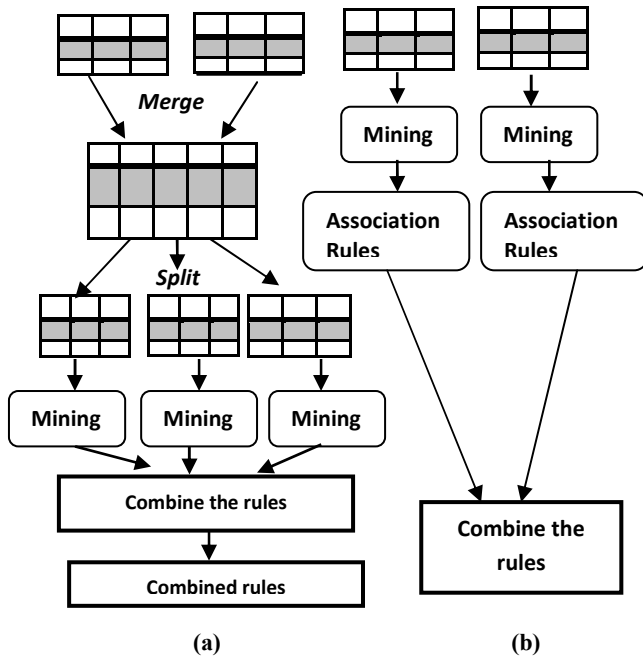 Merge
Split
Mining
Mining
Mining
Combine the rules
Combined rules
(a)
Mining
Mining
Association
Rules
Association
Rules
Combine the
rules
(b)